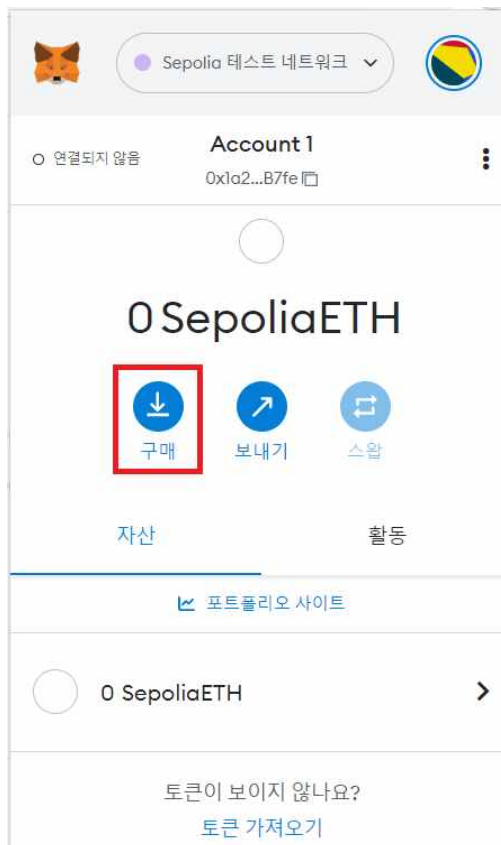 Sepolia 테스트 네트워크
연결되지 않음
Account 1
0x1a2...B7fe
0 SepoliaETH
구매 보내기 스왑
자산 활동
포트폴리오 사이트
0 SepoliaETH
토큰이 보이지 않나요?
토큰 가져오기